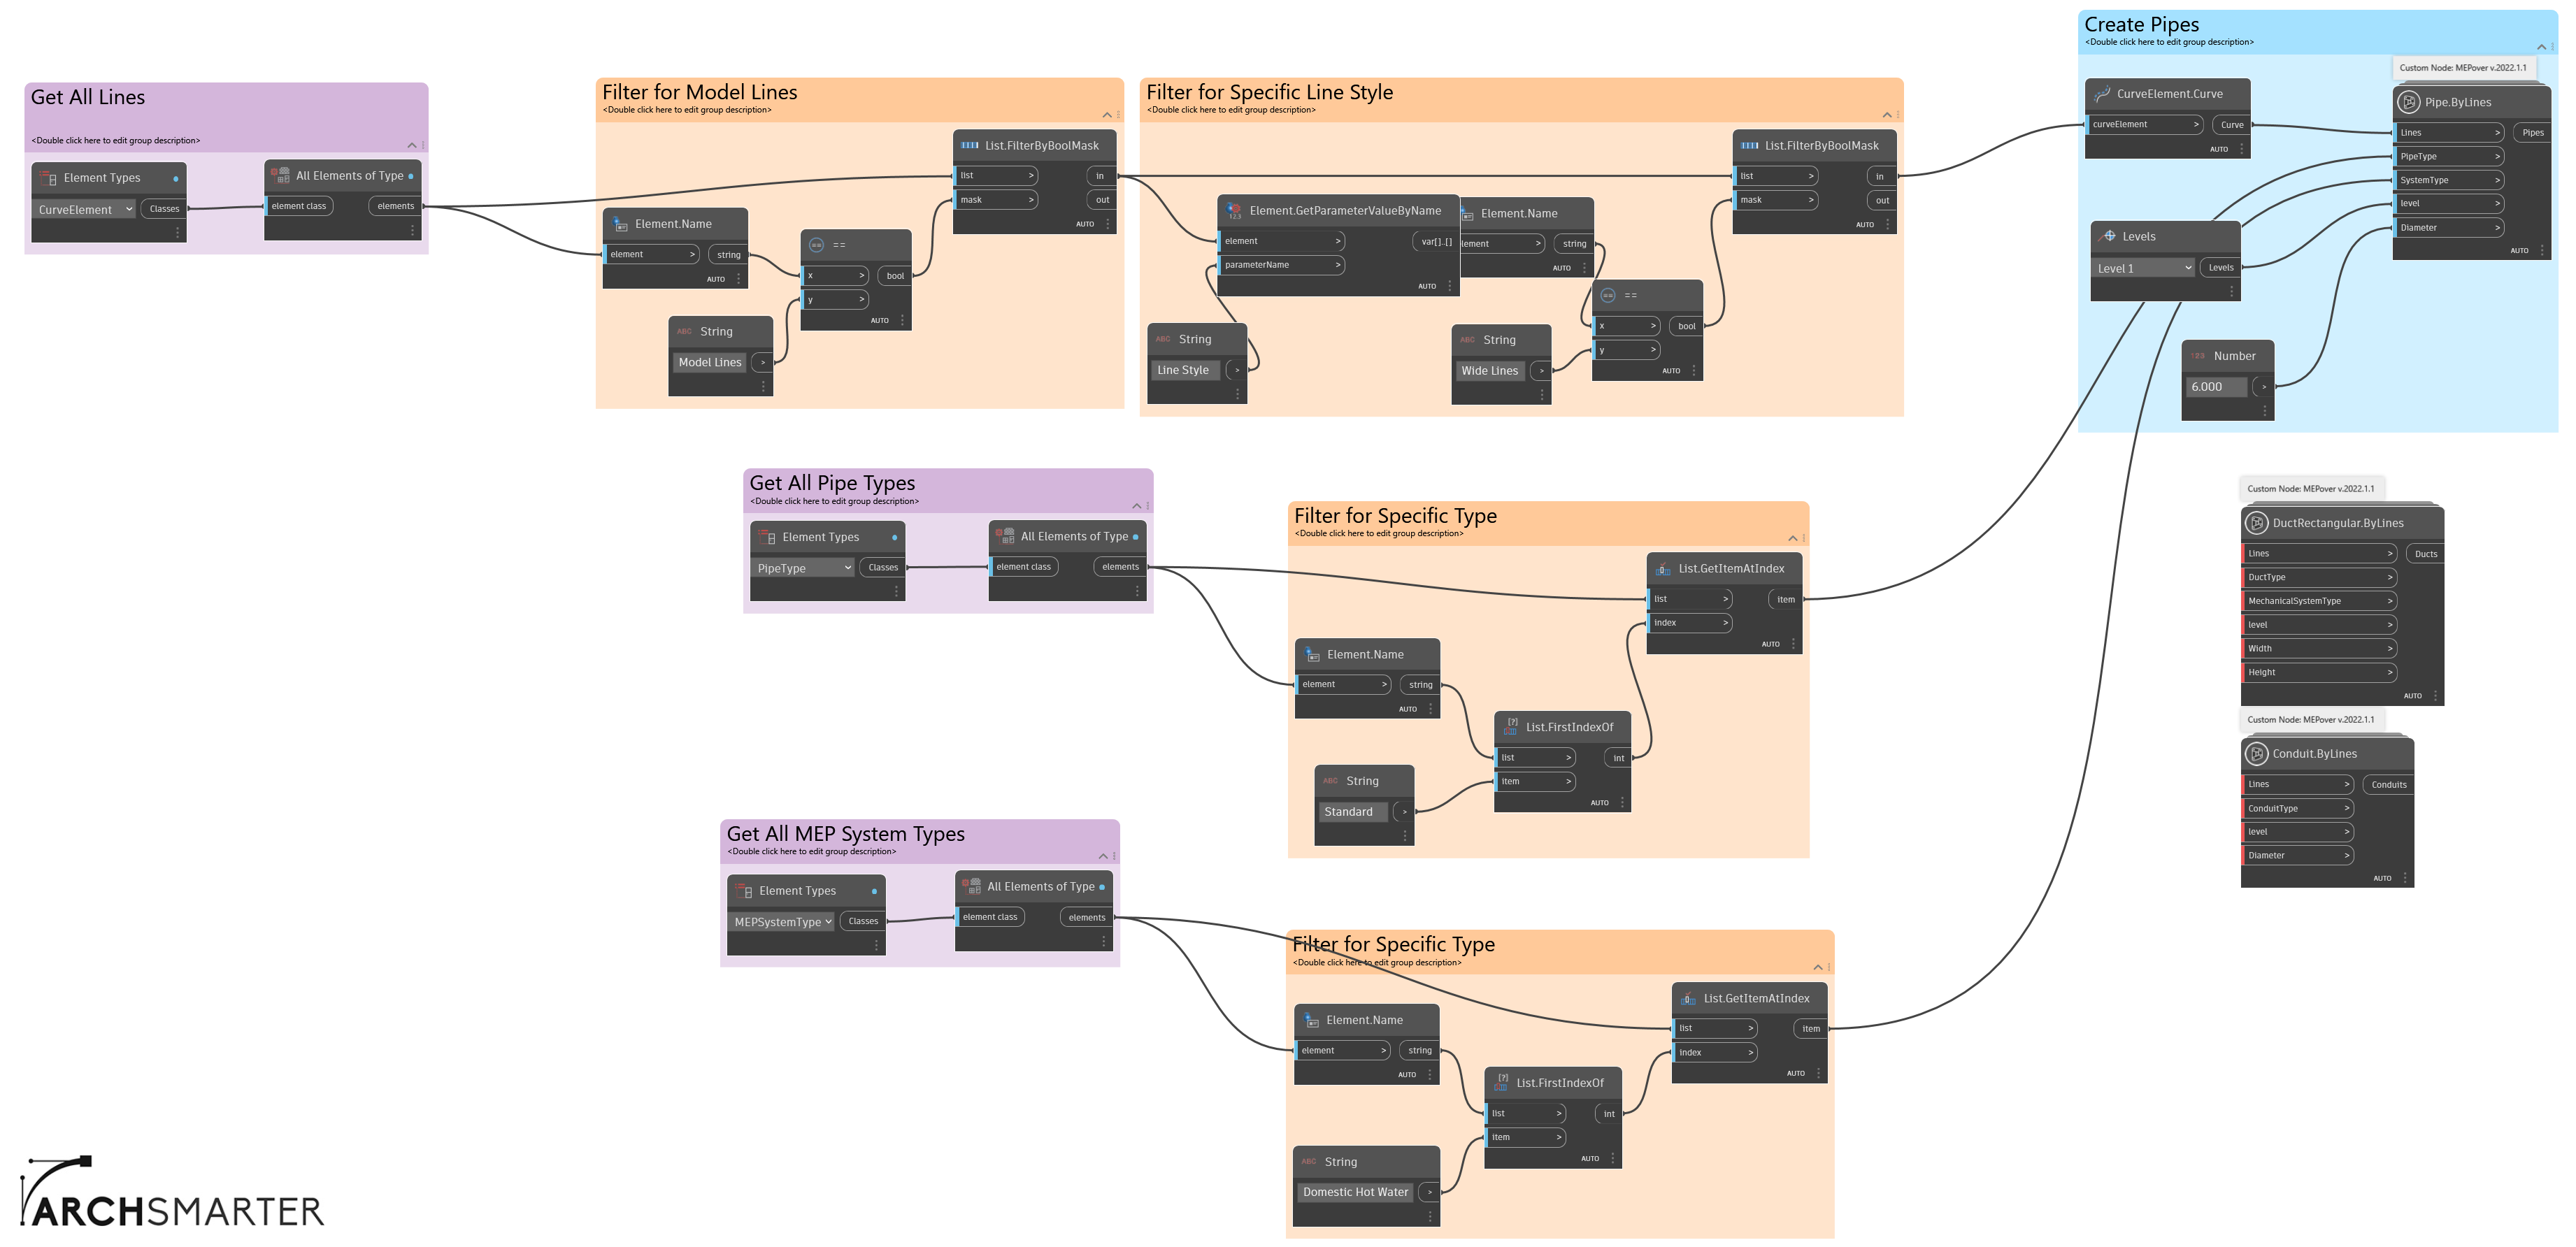 Get All Lines
<Double click here to edit group description>
Element Types
CurveElement
Classes
All Elements of Type
element class >
elements
Filter for Model Lines
<Double click here to edit group description>
Element.Name
element >
string
AUTO
ABC String
Model Lines >
==
x >
bool
y >
AUTO
List.FilterByBoolMask
list >
in
mask >
out
AUTO
Filter for Specific Line Style
<Double click here to edit group description>
Element.GetParameterValueByName
element >
var[]..[]
parameterName >
AUTO
ABC String
Line Style >
Element.Name
element >
string
AUTO
ABC String
Wide Lines >
==
x >
bool
y >
AUTO
List.FilterByBoolMask
list >
in
mask >
out
AUTO
Create Pipes
<Double click here to edit group description>
CurveElement.Curve
curveElement >
Curve
AUTO
Levels
Level 1
Levels
123 Number
6.000 >
Custom Node: MEPover v.2022.1.1
Pipe.ByLines
Lines >
Pipes
PipeType >
SystemType >
level >
Diameter >
AUTO
Get All Pipe Types
<Double click here to edit group description>
Element Types
PipeType
Classes
All Elements of Type
element class
elements
Filter for Specific Type
<Double click here to edit group description>
Element.Name
element >
string
AUTO
ABC String
Standard >
[?] List.FirstIndexOf
list >
int
item >
AUTO
List.GetItemAtIndex
list >
item
index >
AUTO
Custom Node: MEPover v.2022.1.1
DuctRectangular.ByLines
Lines >
Ducts
DuctType >
MechanicalSystemType >
level >
Width >
Height >
AUTO
Custom Node: MEPover v.2022.1.1
Conduit.ByLines
Lines >
Conduits
ConduitType >
level >
Diameter >
AUTO
Get All MEP System Types
<Double click here to edit group description>
Element Types
MEPSystemType
Classes
All Elements of Type
element class
elements
Filter for Specific Type
<Double click here to edit group description>
Element.Name
element >
string
AUTO
ABC String
Domestic Hot Water >
[?] List.FirstIndexOf
list >
int
item >
AUTO
List.GetItemAtIndex
list >
item
index >
AUTO
ARCHSMARTER